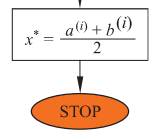 x* = (a^(i) + b^(i)) / 2
STOP